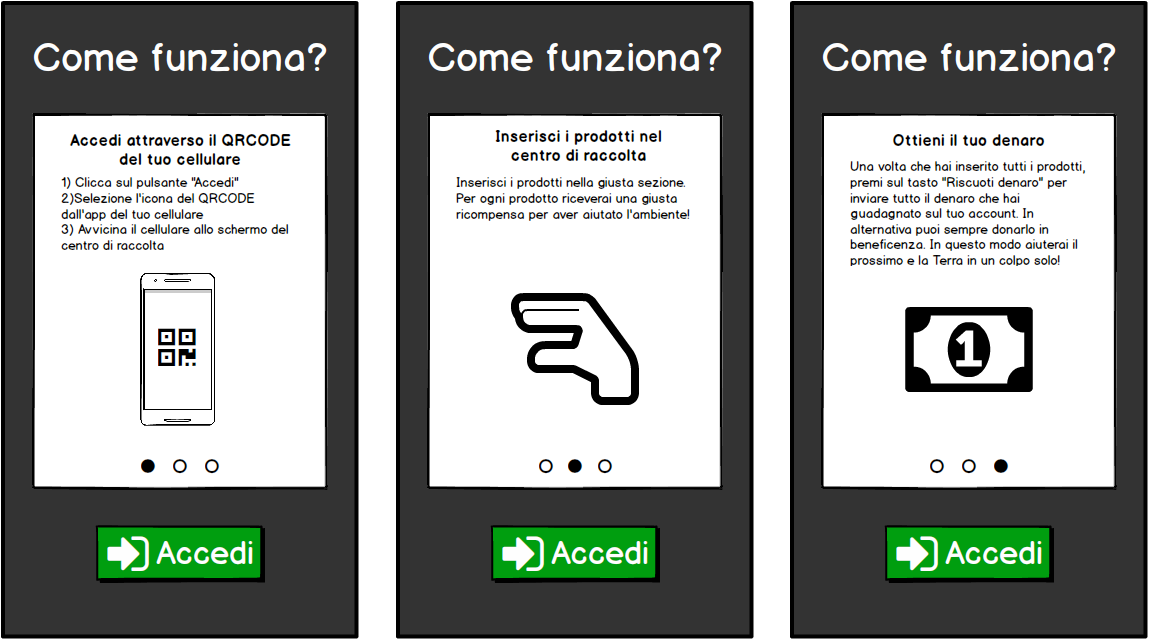 Come funziona?
Accedi attraverso il QRCODE
del tuo cellulare
1) Clicca sul pulsante "Accedi"
2)Selezione l'icona del QRCODE
dall'app del tuo cellulare
3) Avvicina il cellulare allo schermo del
centro di raccolta
Accedi
Come funziona?
Inserisci i prodotti nel
centro di raccolta
Inserisci i prodotti nella giusta sezione.
Per ogni prodotto riceverai una giusta
ricompensa per aver aiutato l'ambiente!
Accedi
Come funziona?
Ottieni il tuo denaro
Una volta che hai inserito tutti i prodotti,
premi sul tasto "Riscuoti denaro" per
inviare tutto il denaro che hai
guadagnato sul tuo account. In
alternativa puoi sempre donarlo in
beneficenza. In questo modo aiuterai il
prossimo e la Terra in un colpo solo!
1
Accedi